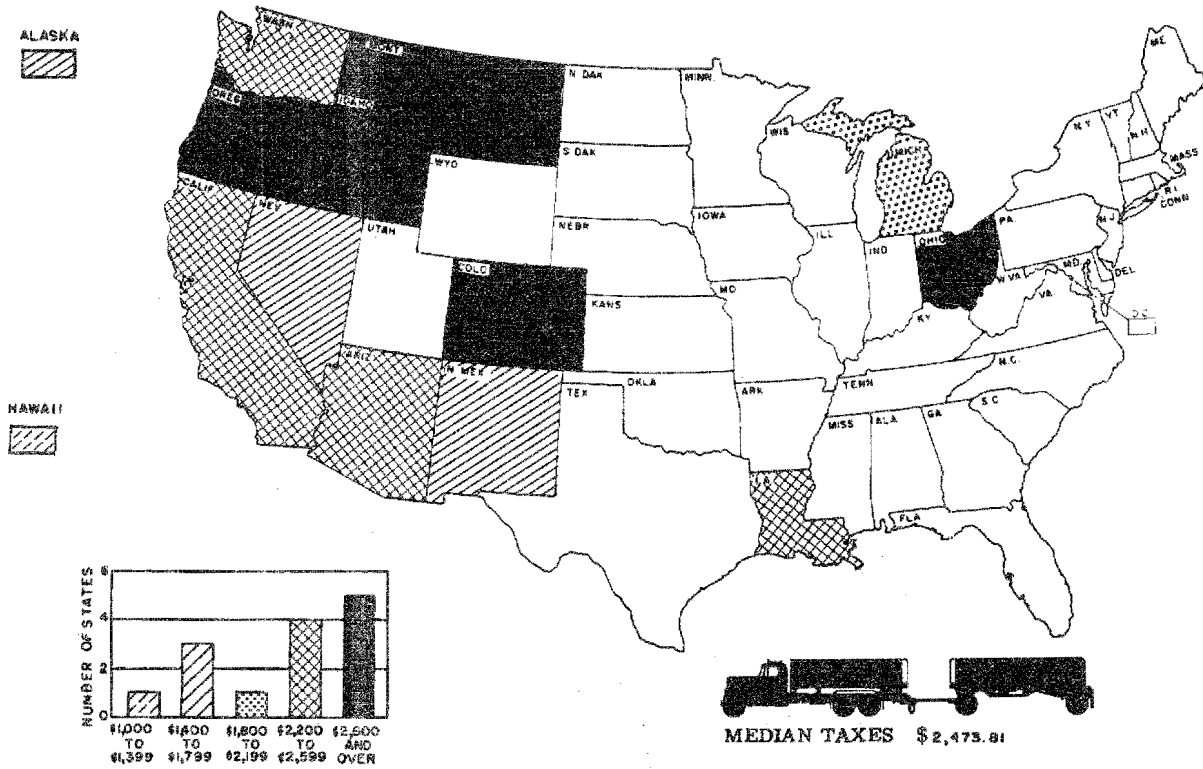 ALASKA
HAWAII
WASH
MONT
OREG
IDAHO
N DAK
MINN.
WIS
MICH
ME
N.Y
VT
N H
MASS
R.I.
CONN
S DAK
WYO
CALIF
NEV
UTAH
NEBR
IOWA
ILL
IND
OHIO
PA
N J
COLO
KANS
MO
KY
W VA
VA
MD
DEL
D C
ARIZ
N MEX
TEX
OKLA
ARK
TENN
N.C.
S.C
MISS
ALA
GA
LA
FLA
NUMBER OF STATES
6
4
2
0
$1,000
TO
$1,399
$1,400
TO
$1,799
$1,800
TO
$2,199
$2,200
TO
$2,599
$2,600
AND
OVER
MEDIAN TAXES $2,473.81